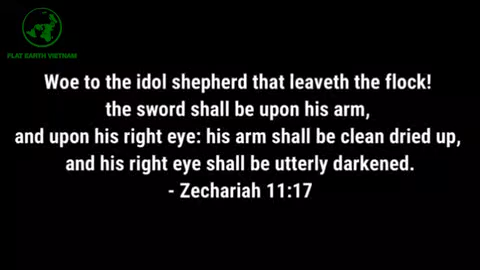 FLAT EARTH VIETNAM
Woe to the idol shepherd that leaveth the flock!
the sword shall be upon his arm,
and upon his right eye: his arm shall be clean dried up,
and his right eye shall be utterly darkened.
- Zechariah 11:17